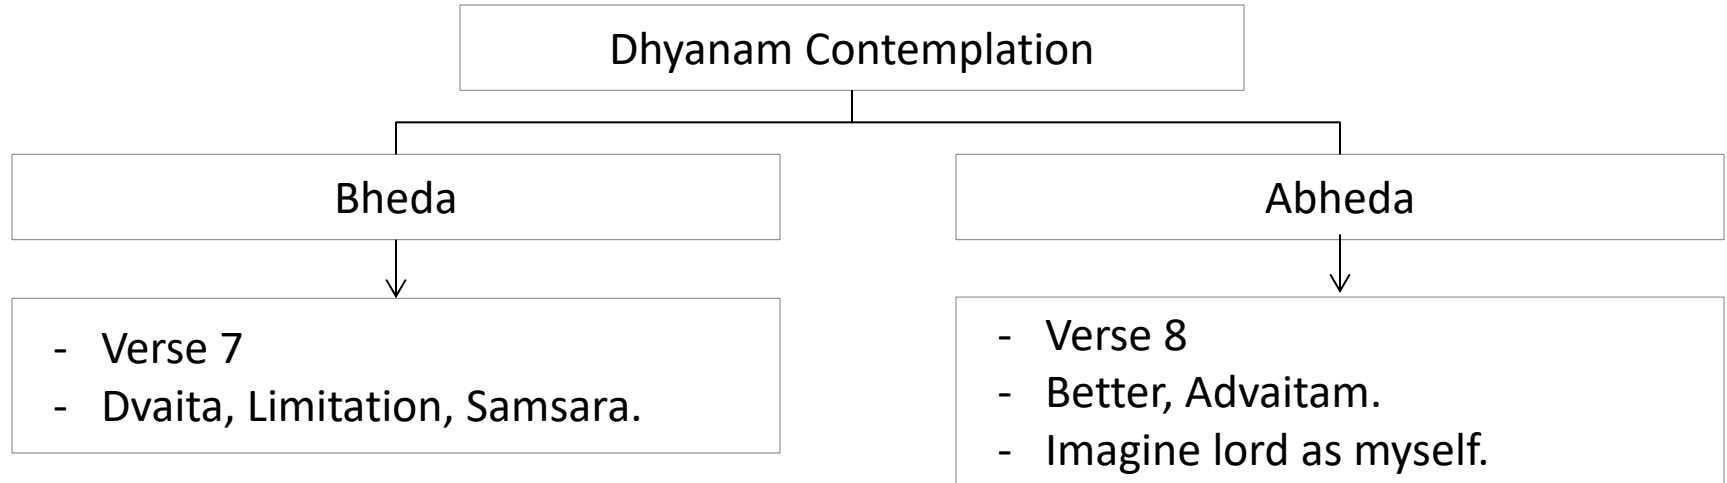 Dhyanam Contemplation
Bheda
Abheda
- Verse 7
- Dvaita, Limitation, Samsara.
- Verse 8
- Better, Advaitam.
- Imagine lord as myself.